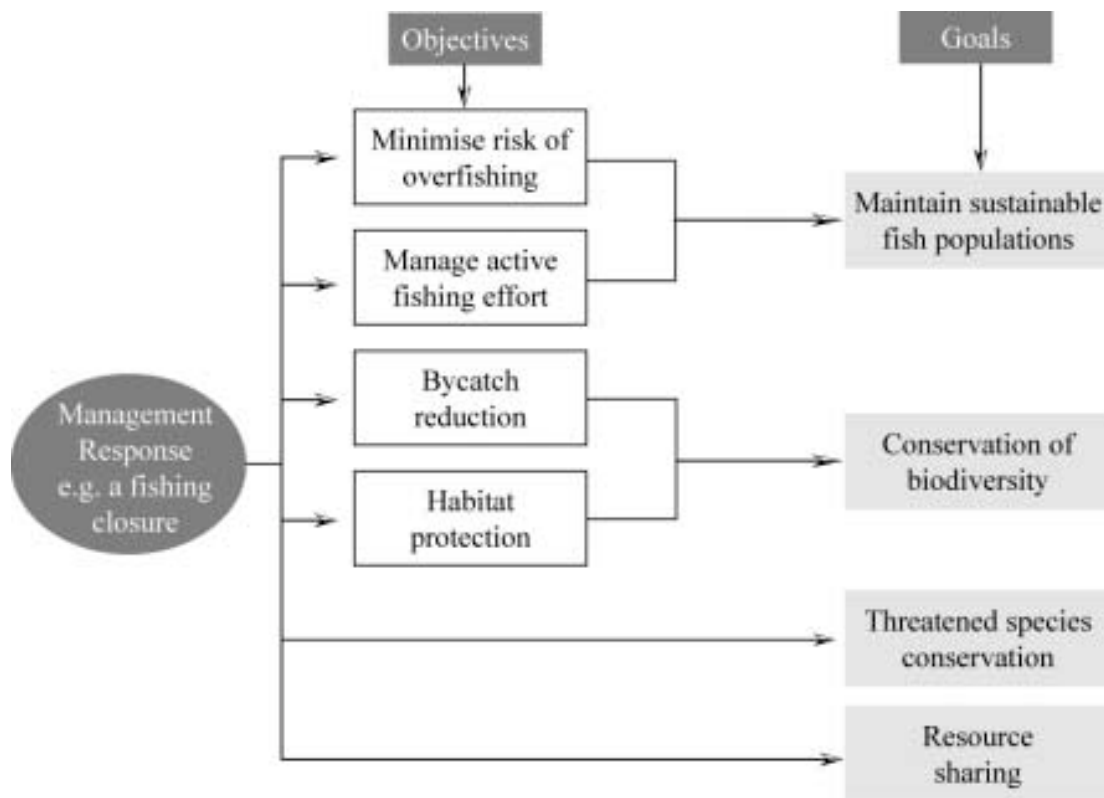 Objectives
Goals
Minimise risk of
overfishing
Maintain sustainable
fish populations
Manage active
fishing effort
Bycatch
reduction
Management
Response
e.g. a fishing
closure
Conservation of
biodiversity
Habitat
protection
Threatened species
conservation
Resource
sharing